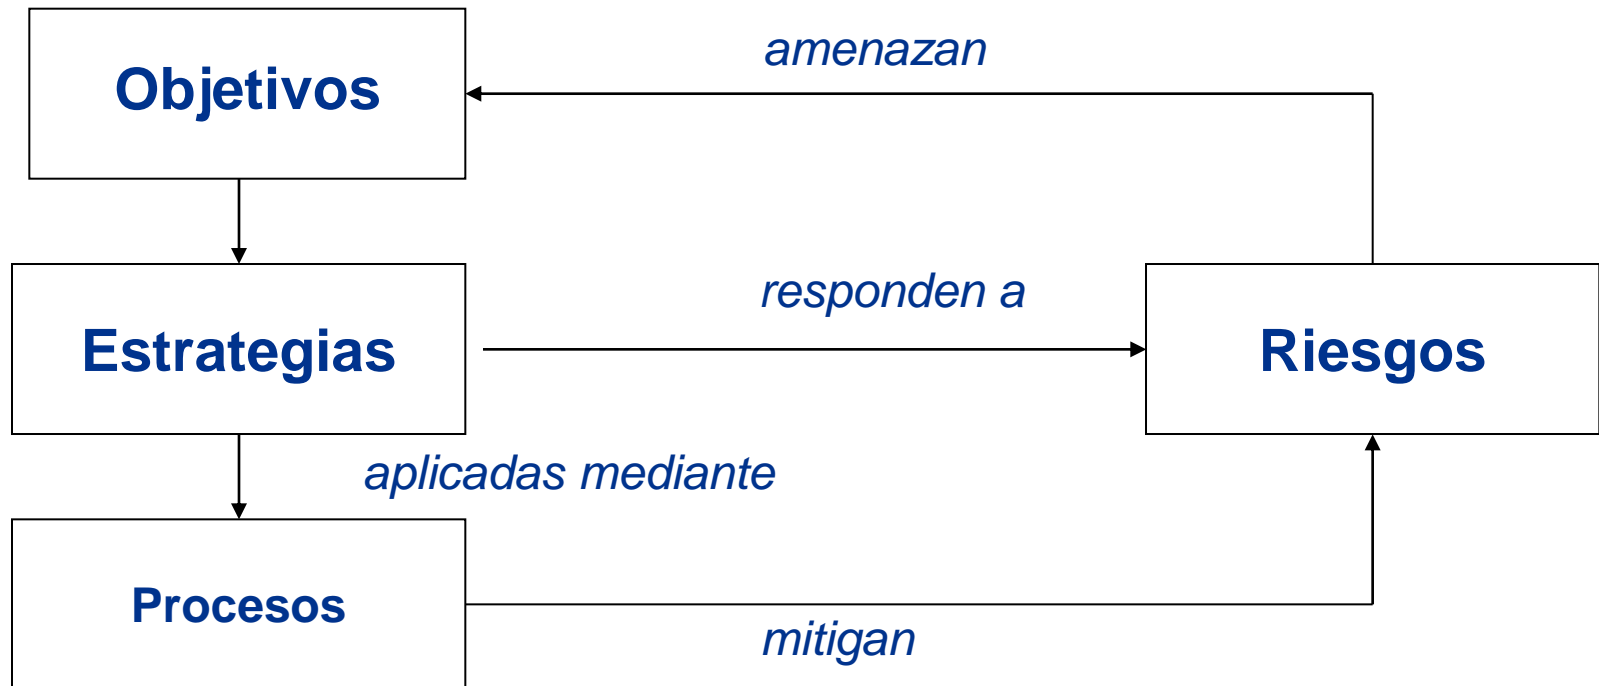 Objetivos
amenazan
Estrategias
responden a
Riesgos
aplicadas mediante
Procesos
mitigan